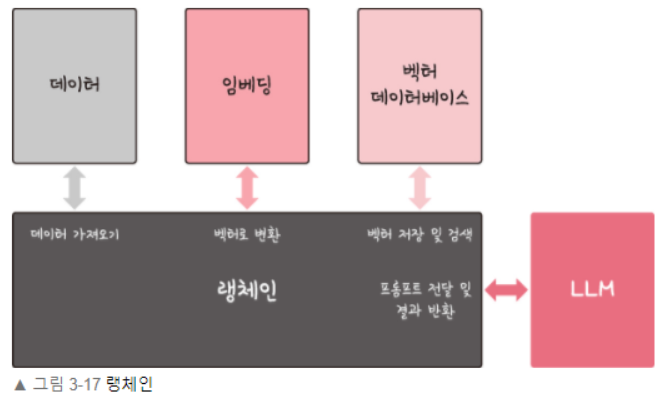 데이터
임베딩
벡터
데이터베이스
데이터 가져오기
벡터로 변환
벡터 저장 및 검색
랭체인
프롬프트 전달 및
결과 반환
LLM
▲ 그림 3-17 랭체인